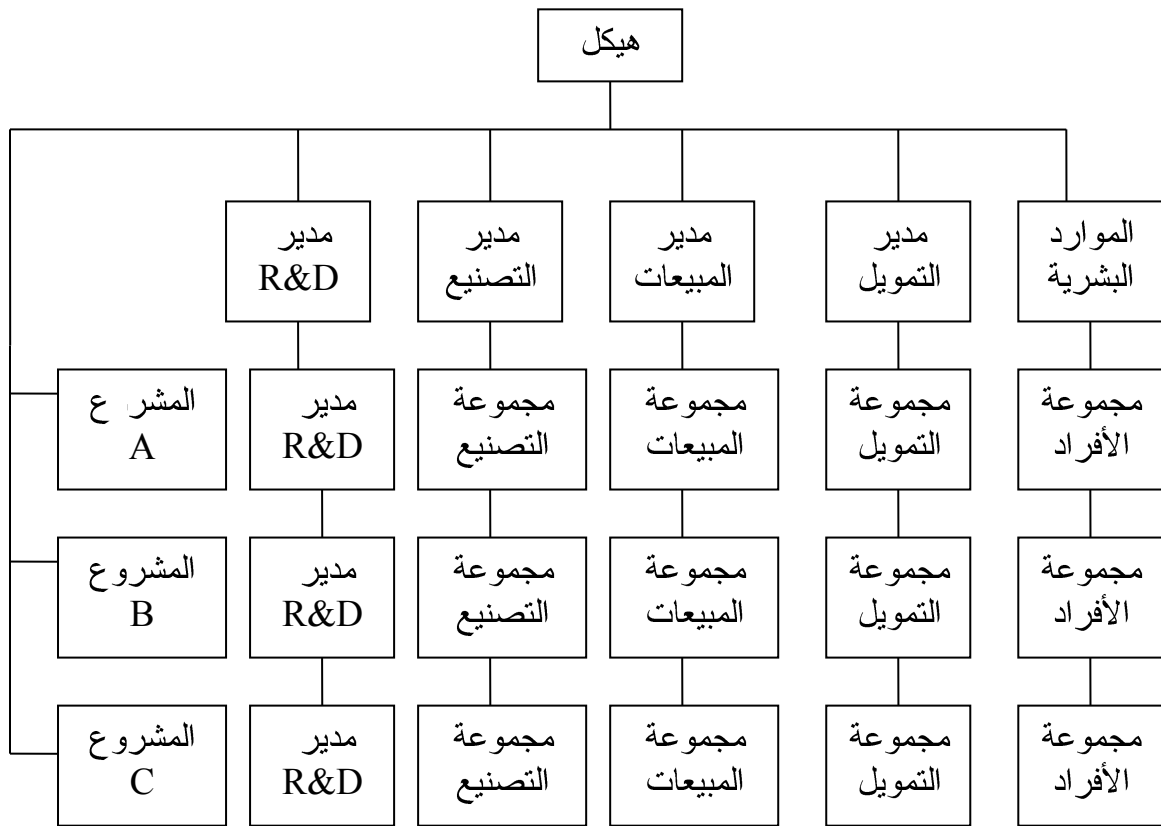 هيكل
الموارد
البشرية
مدير
التمويل
مدير
المبيعات
مدير
التصنيع
مدير
R&D
مجموعة
الأفراد
مجموعة
التمويل
مجموعة
المبيعات
مجموعة
التصنيع
مدير
R&D
المشر ع
A
مجموعة
الأفراد
مجموعة
التمويل
مجموعة
المبيعات
مجموعة
التصنيع
مدير
R&D
المشروع
B
مجموعة
الأفراد
مجموعة
التمويل
مجموعة
المبيعات
مجموعة
التصنيع
مدير
R&D
المشروع
C